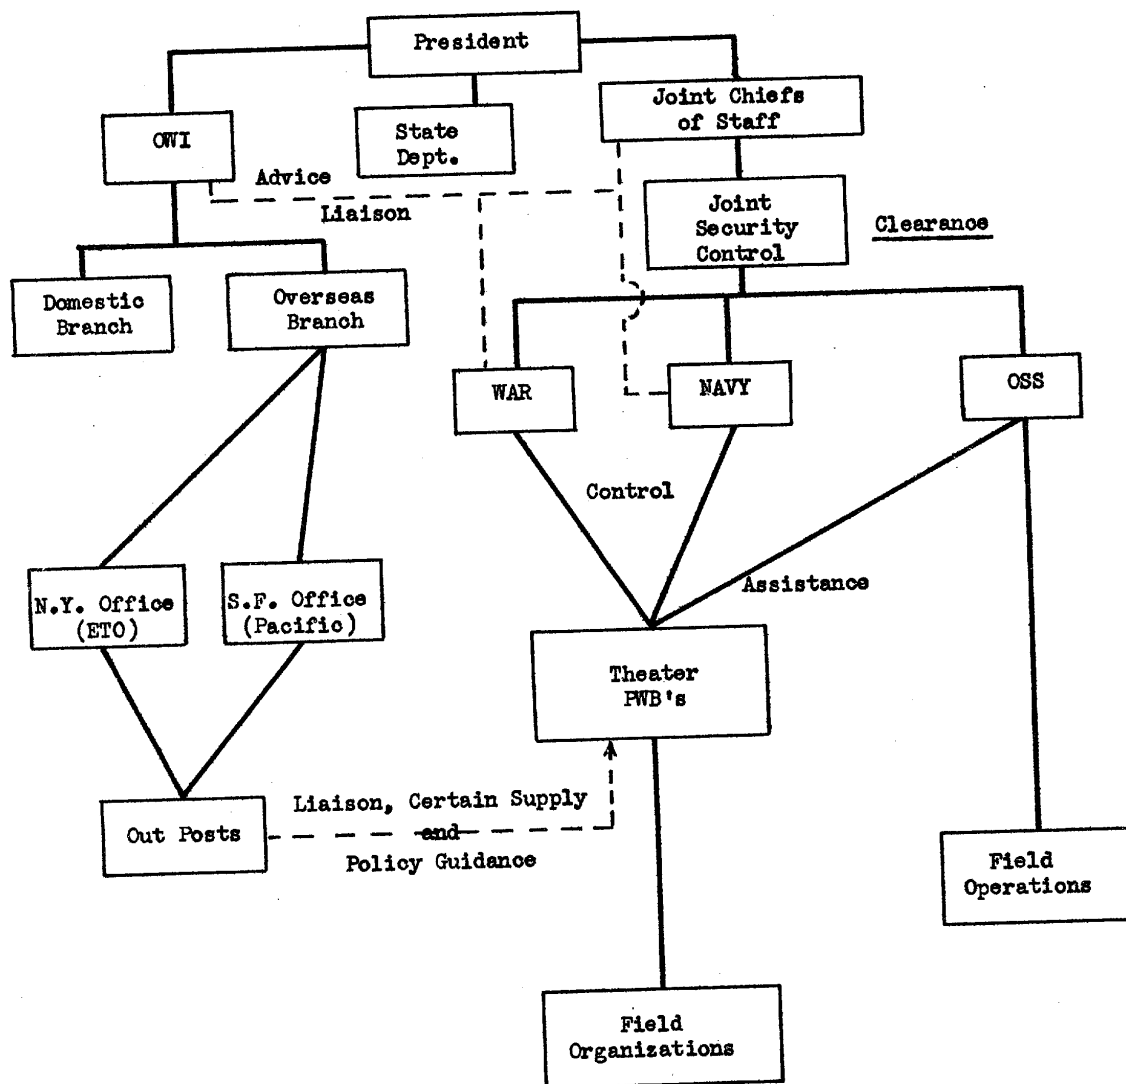 President
Joint Chiefs
of Staff
OWI
State
Dept.
Advice
Liaison
Joint
Security
Control
Clearance
Domestic
Branch
Overseas
Branch
WAR
NAVY
OSS
Control
N.Y. Office
(ETO)
S.F. Office
(Pacific)
Assistance
Theater
PWB's
Out Posts
Liaison, Certain Supply
and
Policy Guidance
Field
Operations
Field
Organizations